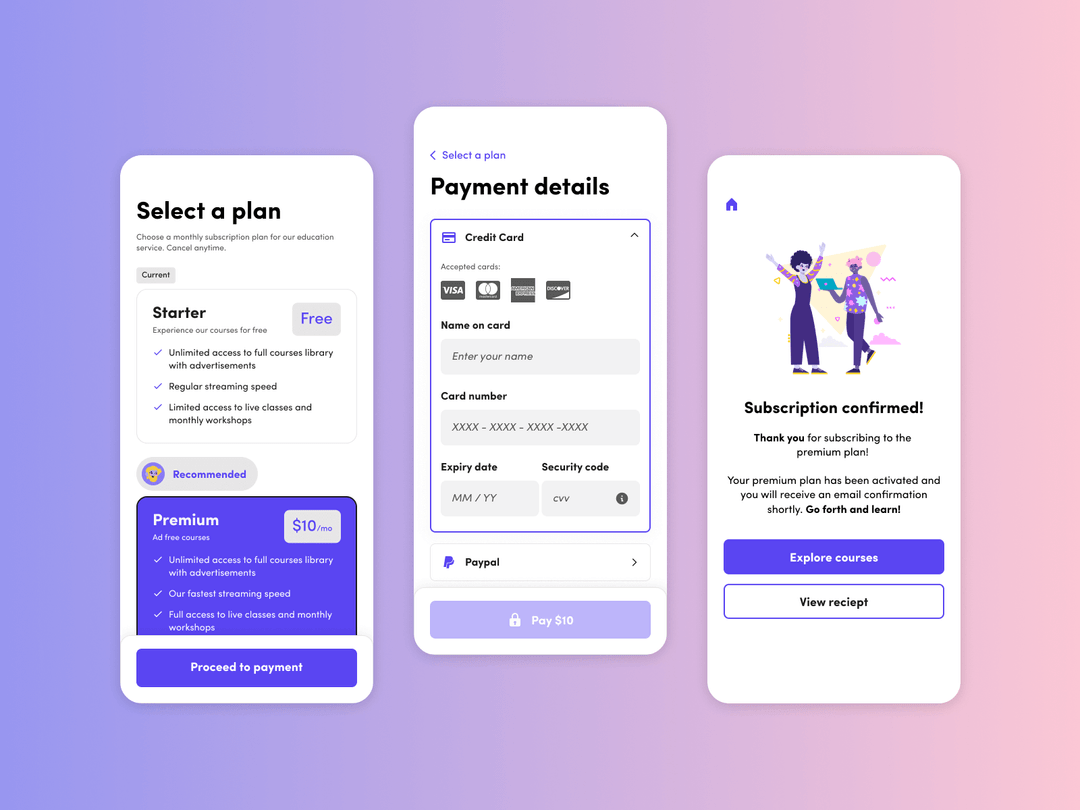 Select a plan
Choose a monthly subscription plan for our education
service. Cancel anytime.
Current
Starter
Free
Experience our courses for free
Unlimited access to full courses library
with advertisements
Regular streaming speed
Limited access to live classes and
monthly workshops
Recommended
Premium
$10/mo
Ad free courses
Unlimited access to full courses library
with advertisements
Our fastest streaming speed
Full access to live classes and monthly
workshops
Proceed to payment
Select a plan
Payment details
Credit Card
Accepted cards:
VISA
mastercard
AMERICAN
EXPRESS
DISCOVER
Name on card
Enter your name
Card number
XXXX - XXXX - XXXX -XXXX
Expiry date
Security code
MM / YY
cvv
Paypal
Pay $10
Subscription confirmed!
Thank you for subscribing to the
premium plan!
Your premium plan has been activated and
you will receive an email confirmation
shortly. Go forth and learn!
Explore courses
View reciept